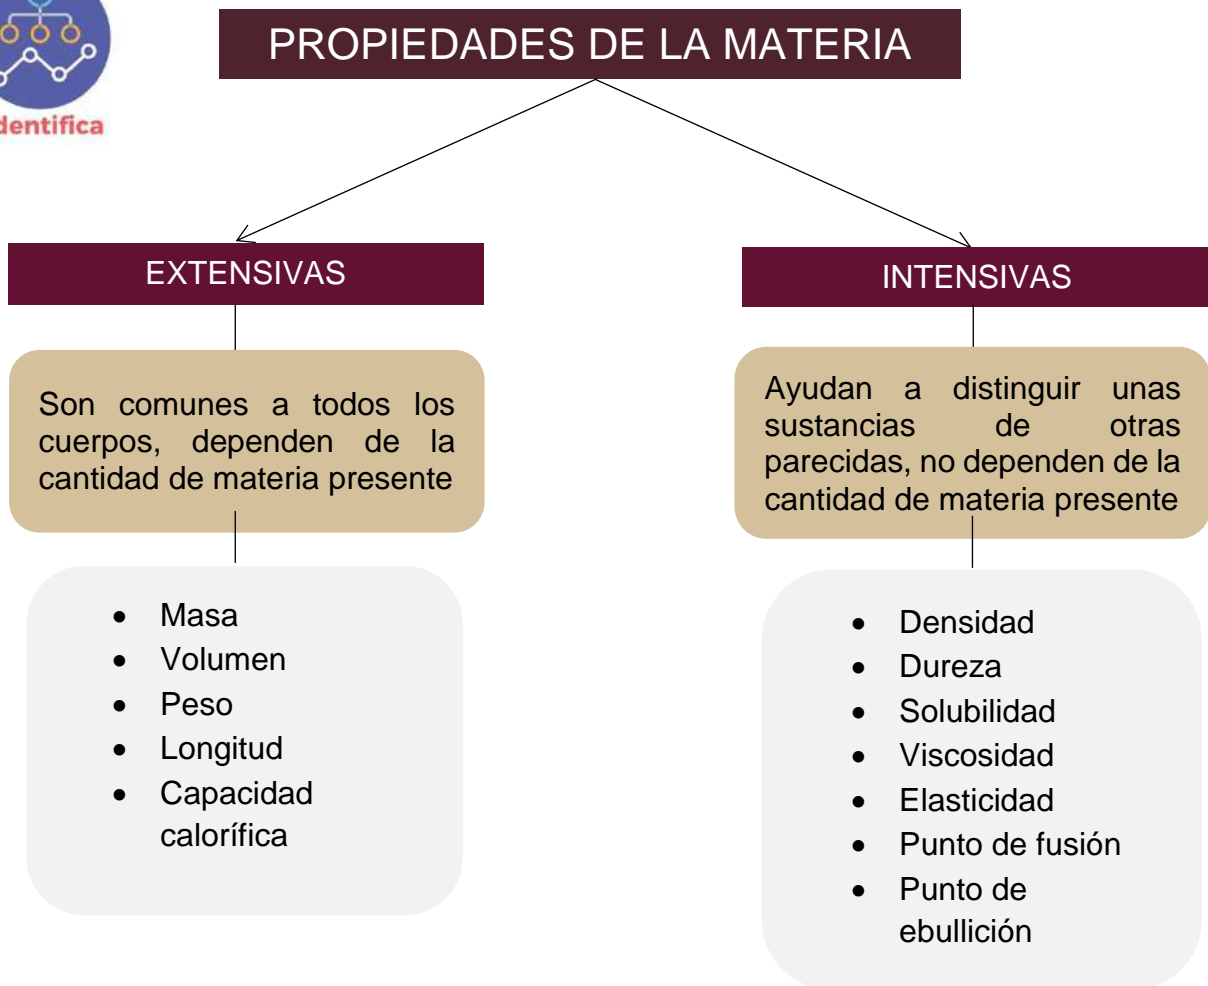 dentifica
PROPIEDADES DE LA MATERIA
EXTENSIVAS
Son comunes a todos los
cuerpos, dependen de la
cantidad de materia presente
• Masa
• Volumen
• Peso
• Longitud
• Capacidad
calorífica
INTENSIVAS
Ayudan a distinguir unas
sustancias de otras
parecidas, no dependen de la
cantidad de materia presente
• Densidad
• Dureza
• Solubilidad
• Viscosidad
• Elasticidad
• Punto de fusión
• Punto de
ebullición